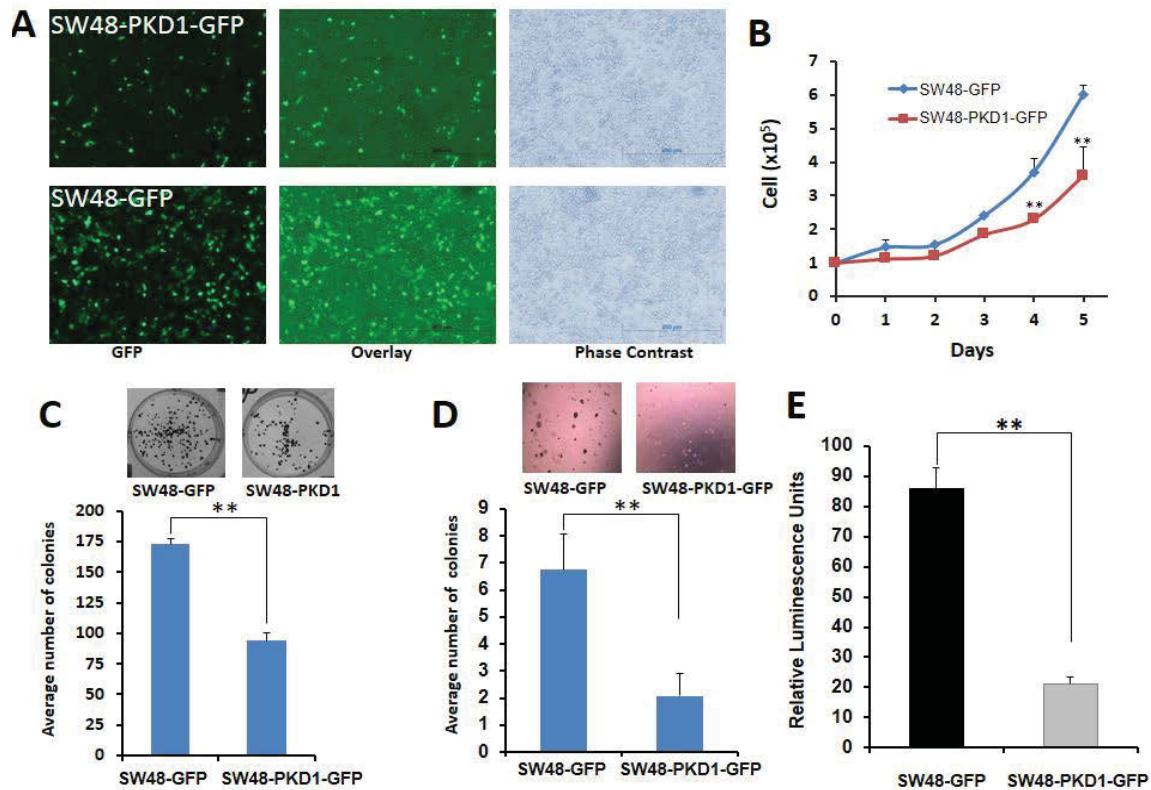 A
SW48-PKD1-GFP
SW48-GFP
GFP
Overlay
Phase Contrast
B
7
6
5
4
3
2
1
0
Cell (x10⁵)
SW48-GFP
SW48-PKD1-GFP
**
**
0 1 2 3 4 5
Days
C
SW48-GFP
SW48-PKD1
200
175
150
125
100
75
50
25
0
Average number of colonies
**
SW48-GFP
SW48-PKD1-GFP
D
SW48-GFP
SW48-PKD1-GFP
9
8
7
6
5
4
3
2
1
0
Average number of colonies
**
SW48-GFP
SW48-PKD1-GFP
E
100
90
80
70
60
50
40
30
20
10
0
Relative Luminescence Units
**
SW48-GFP
SW48-PKD1-GFP